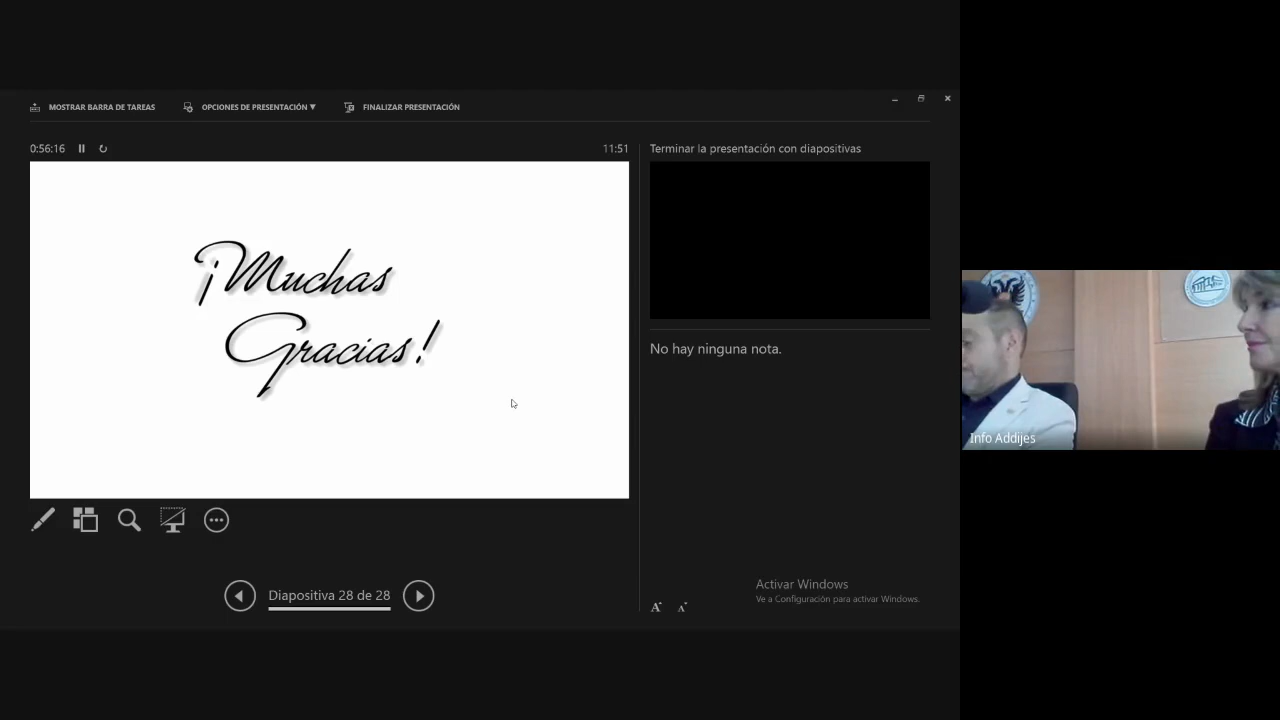 MOSTRAR BARRA DE TAREAS
OPCIONES DE PRESENTACIÓN ▼
FINALIZAR PRESENTACIÓN
0:56:16
11:51
Terminar la presentación con diapositivas
¡Muchas
Gracias!
No hay ninguna nota.
Info Addijes
Activar Windows
Ve a Configuración para activar Windows.
Diapositiva 28 de 28
A A